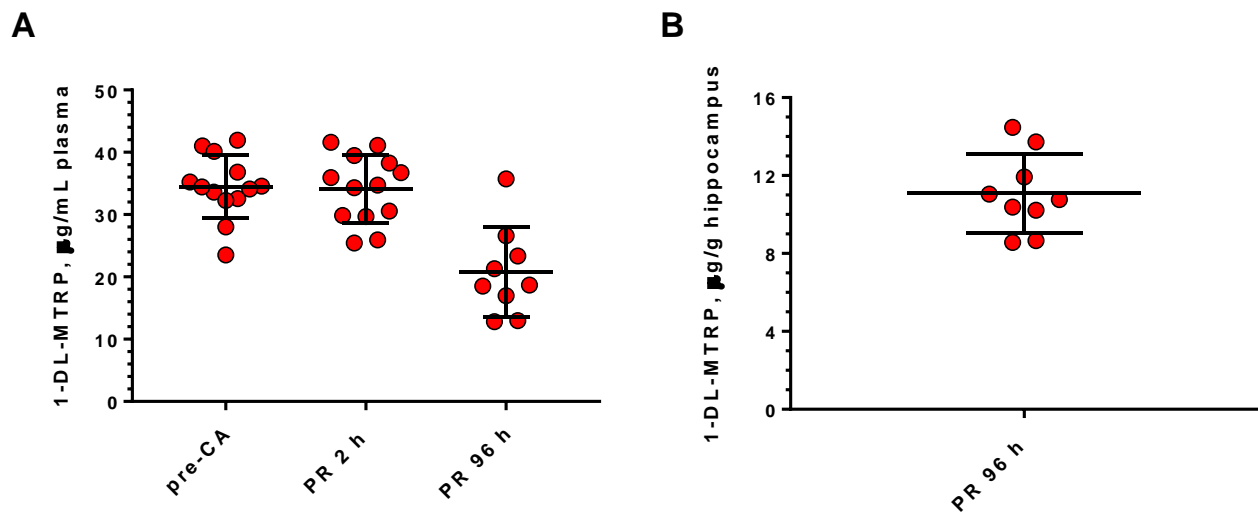 A
1-DL-MTRP, µg/mL plasma
50
40
30
20
10
0
pre-CA
PR 2 h
PR 96 h
B
1-DL-MTRP, µg/g hippocampus
16
12
8
4
0
PR 96 h